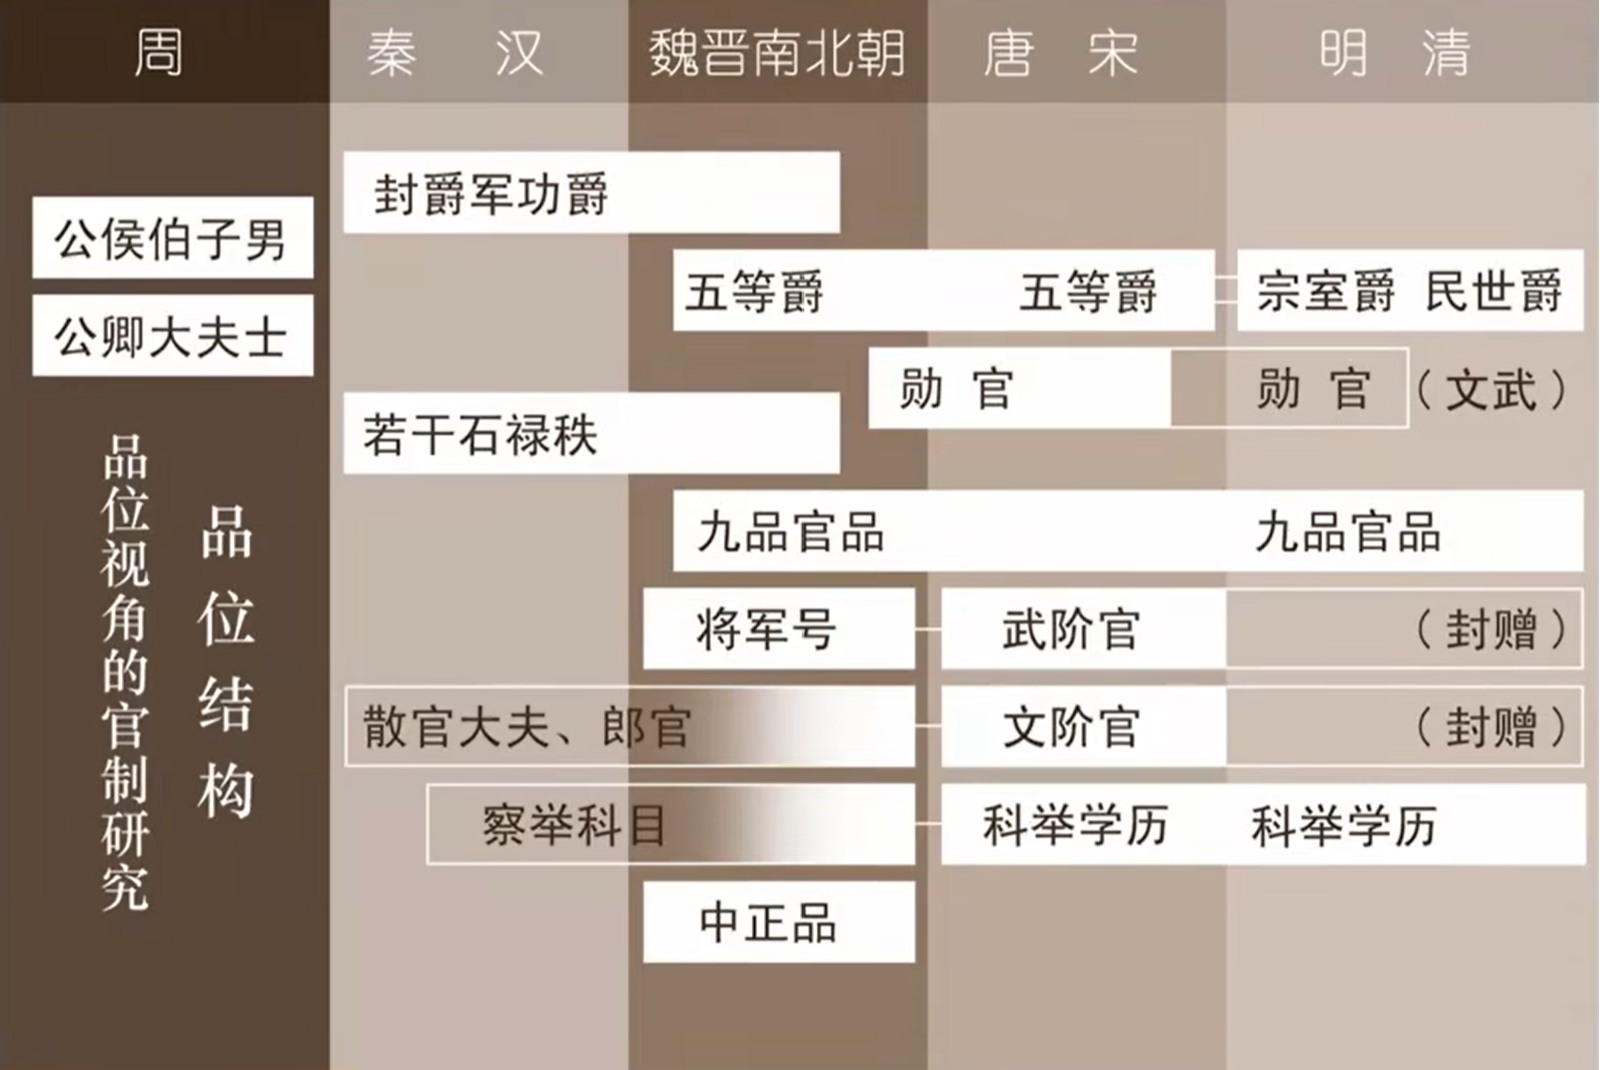 周
秦 汉
魏晋南北朝
唐 宋
明 清
公侯伯子男
公卿大夫士
品位结构
品位视角的官制研究
封爵军功爵
五等爵 五等爵
宗室爵 民世爵
勋 官 勋 官 （文武）
若干石禄秩
九品官品 九品官品
将军号 武阶官 （封赠）
散官大夫、郎官 文阶官 （封赠）
察举科目 科举学历 科举学历
中正品